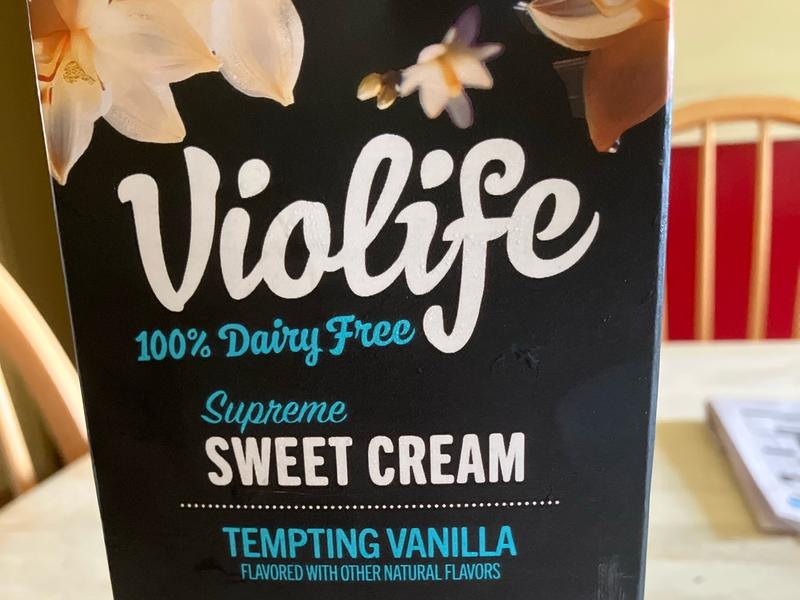 Violife
100% Dairy Free
Supreme
SWEET CREAM
TEMPTING VANILLA
FLAVORED WITH OTHER NATURAL FLAVORS